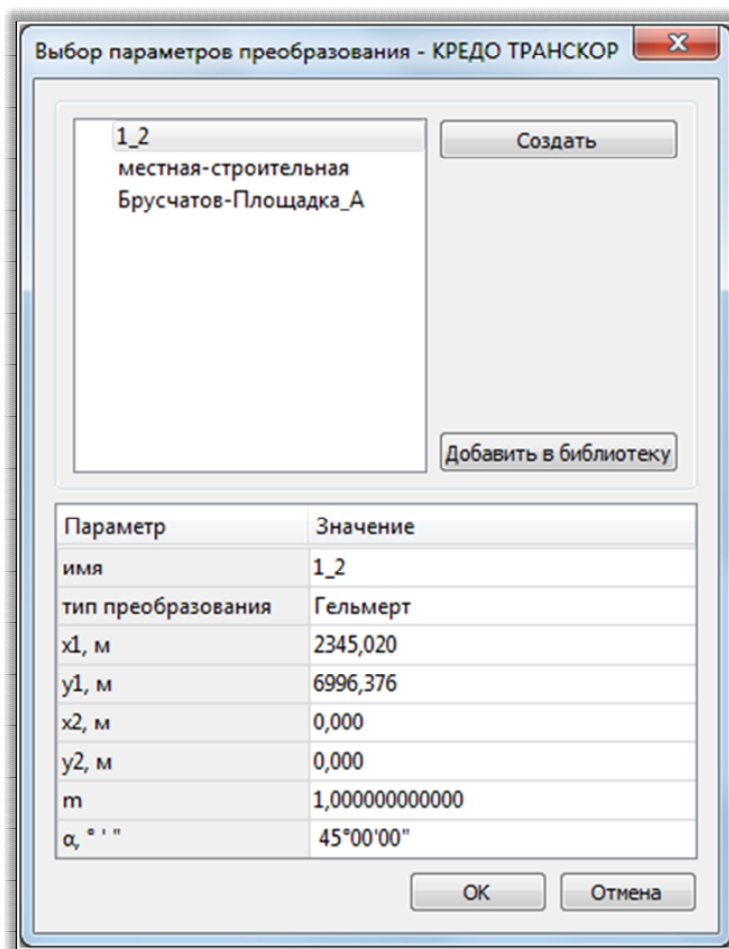 Выбор параметров преобразования - КРЕДО ТРАНСКОР
1_2
местная-строительная
Брусчатов-Площадка_А
Создать
Добавить в библиотеку
Параметр Значение
имя 1_2
тип преобразования Гельмерт
x1, м 2345,020
y1, м 6996,376
x2, м 0,000
y2, м 0,000
m 1,000000000000
α, ° ' " 45°00'00"
OK Отмена